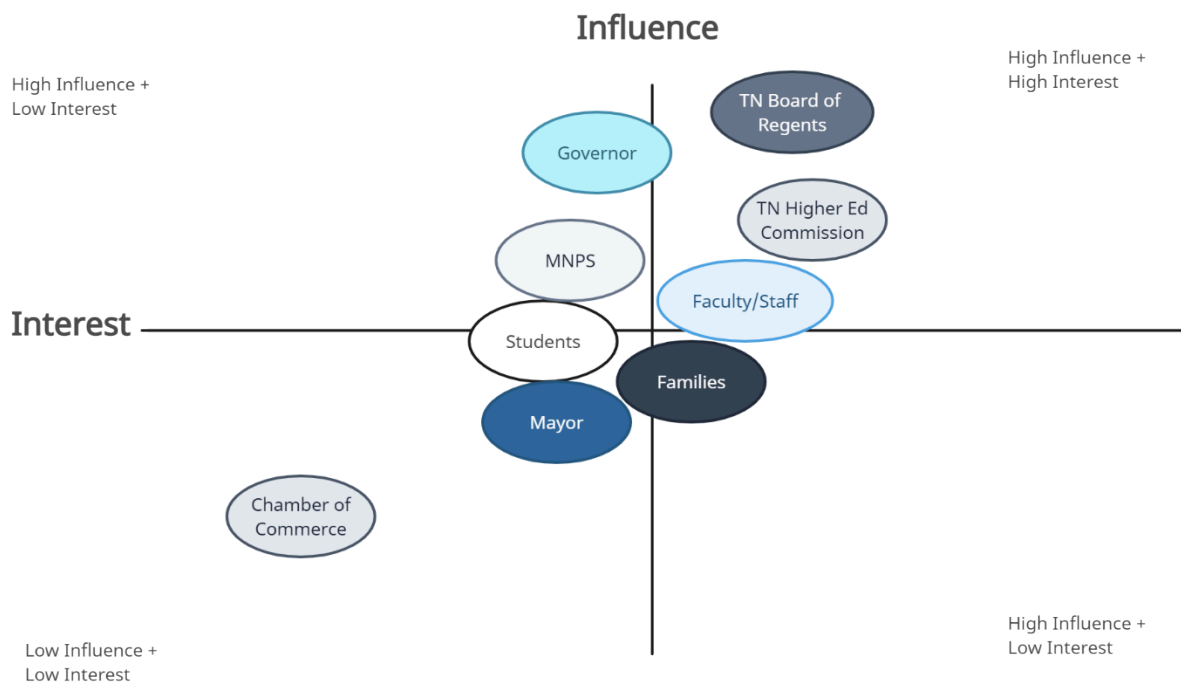 Influence
High Influence +
Low Interest
High Influence +
High Interest
TN Board of
Regents
Governor
TN Higher Ed
Commission
MNPS
Faculty/Staff
Interest
Students
Families
Mayor
Chamber of
Commerce
Low Influence +
Low Interest
High Influence +
Low Interest